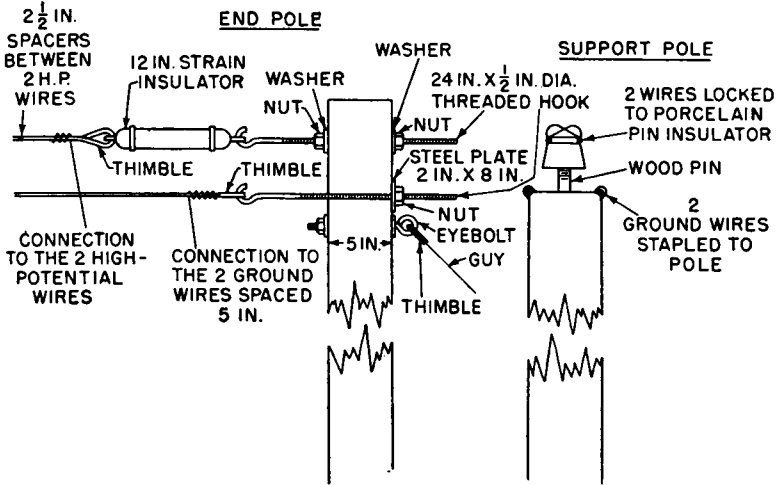 END POLE
SUPPORT POLE
2 1/2 IN.
SPACERS
BETWEEN
2 H.P.
WIRES
12 IN. STRAIN
INSULATOR
WASHER
NUT
WASHER
NUT
24 IN. X 1/2 IN. DIA.
THREADED HOOK
2 WIRES LOCKED
TO PORCELAIN
PIN INSULATOR
WOOD PIN
THIMBLE
THIMBLE
STEEL PLATE
2 IN. X 8 IN.
NUT
EYEBOLT
GUY
THIMBLE
5 IN.
CONNECTION
TO THE 2 HIGH-
POTENTIAL
WIRES
CONNECTION TO
THE 2 GROUND
WIRES SPACED
5 IN.
2
GROUND WIRES
STAPLED TO
POLE